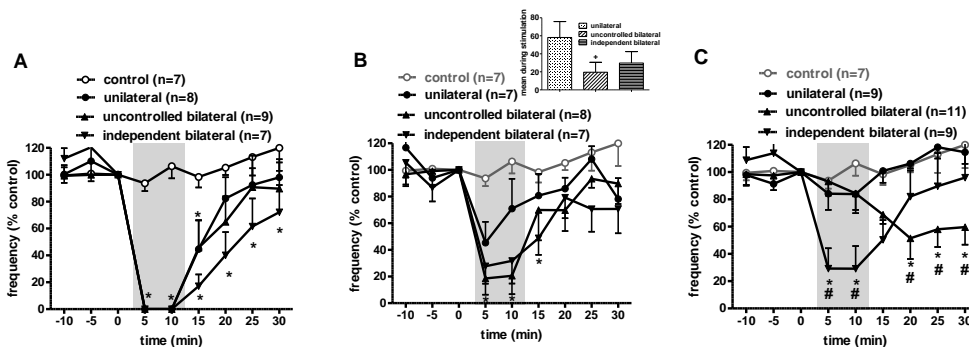 A
control (n=7)
unilateral (n=8)
uncontrolled bilateral (n=9)
independent bilateral (n=7)
frequency (% control)
120
100
80
60
40
20
0
* * * * * * *
-10 -5 0 5 10 15 20 25 30
time (min)
B
control (n=7)
unilateral (n=7)
uncontrolled bilateral (n=8)
independent bilateral (n=7)
mean during stimulation
80
60
40
20
0
+
unilateral
uncontrolled bilateral
independent bilateral
frequency (% control)
120
100
80
60
40
20
0
* * *
-10 -5 0 5 10 15 20 25 30
time (min)
C
control (n=7)
unilateral (n=9)
uncontrolled bilateral (n=11)
independent bilateral (n=9)
frequency (% control)
120
100
80
60
40
20
0
* * * * *
# # # # #
-10 -5 0 5 10 15 20 25 30
time (min)